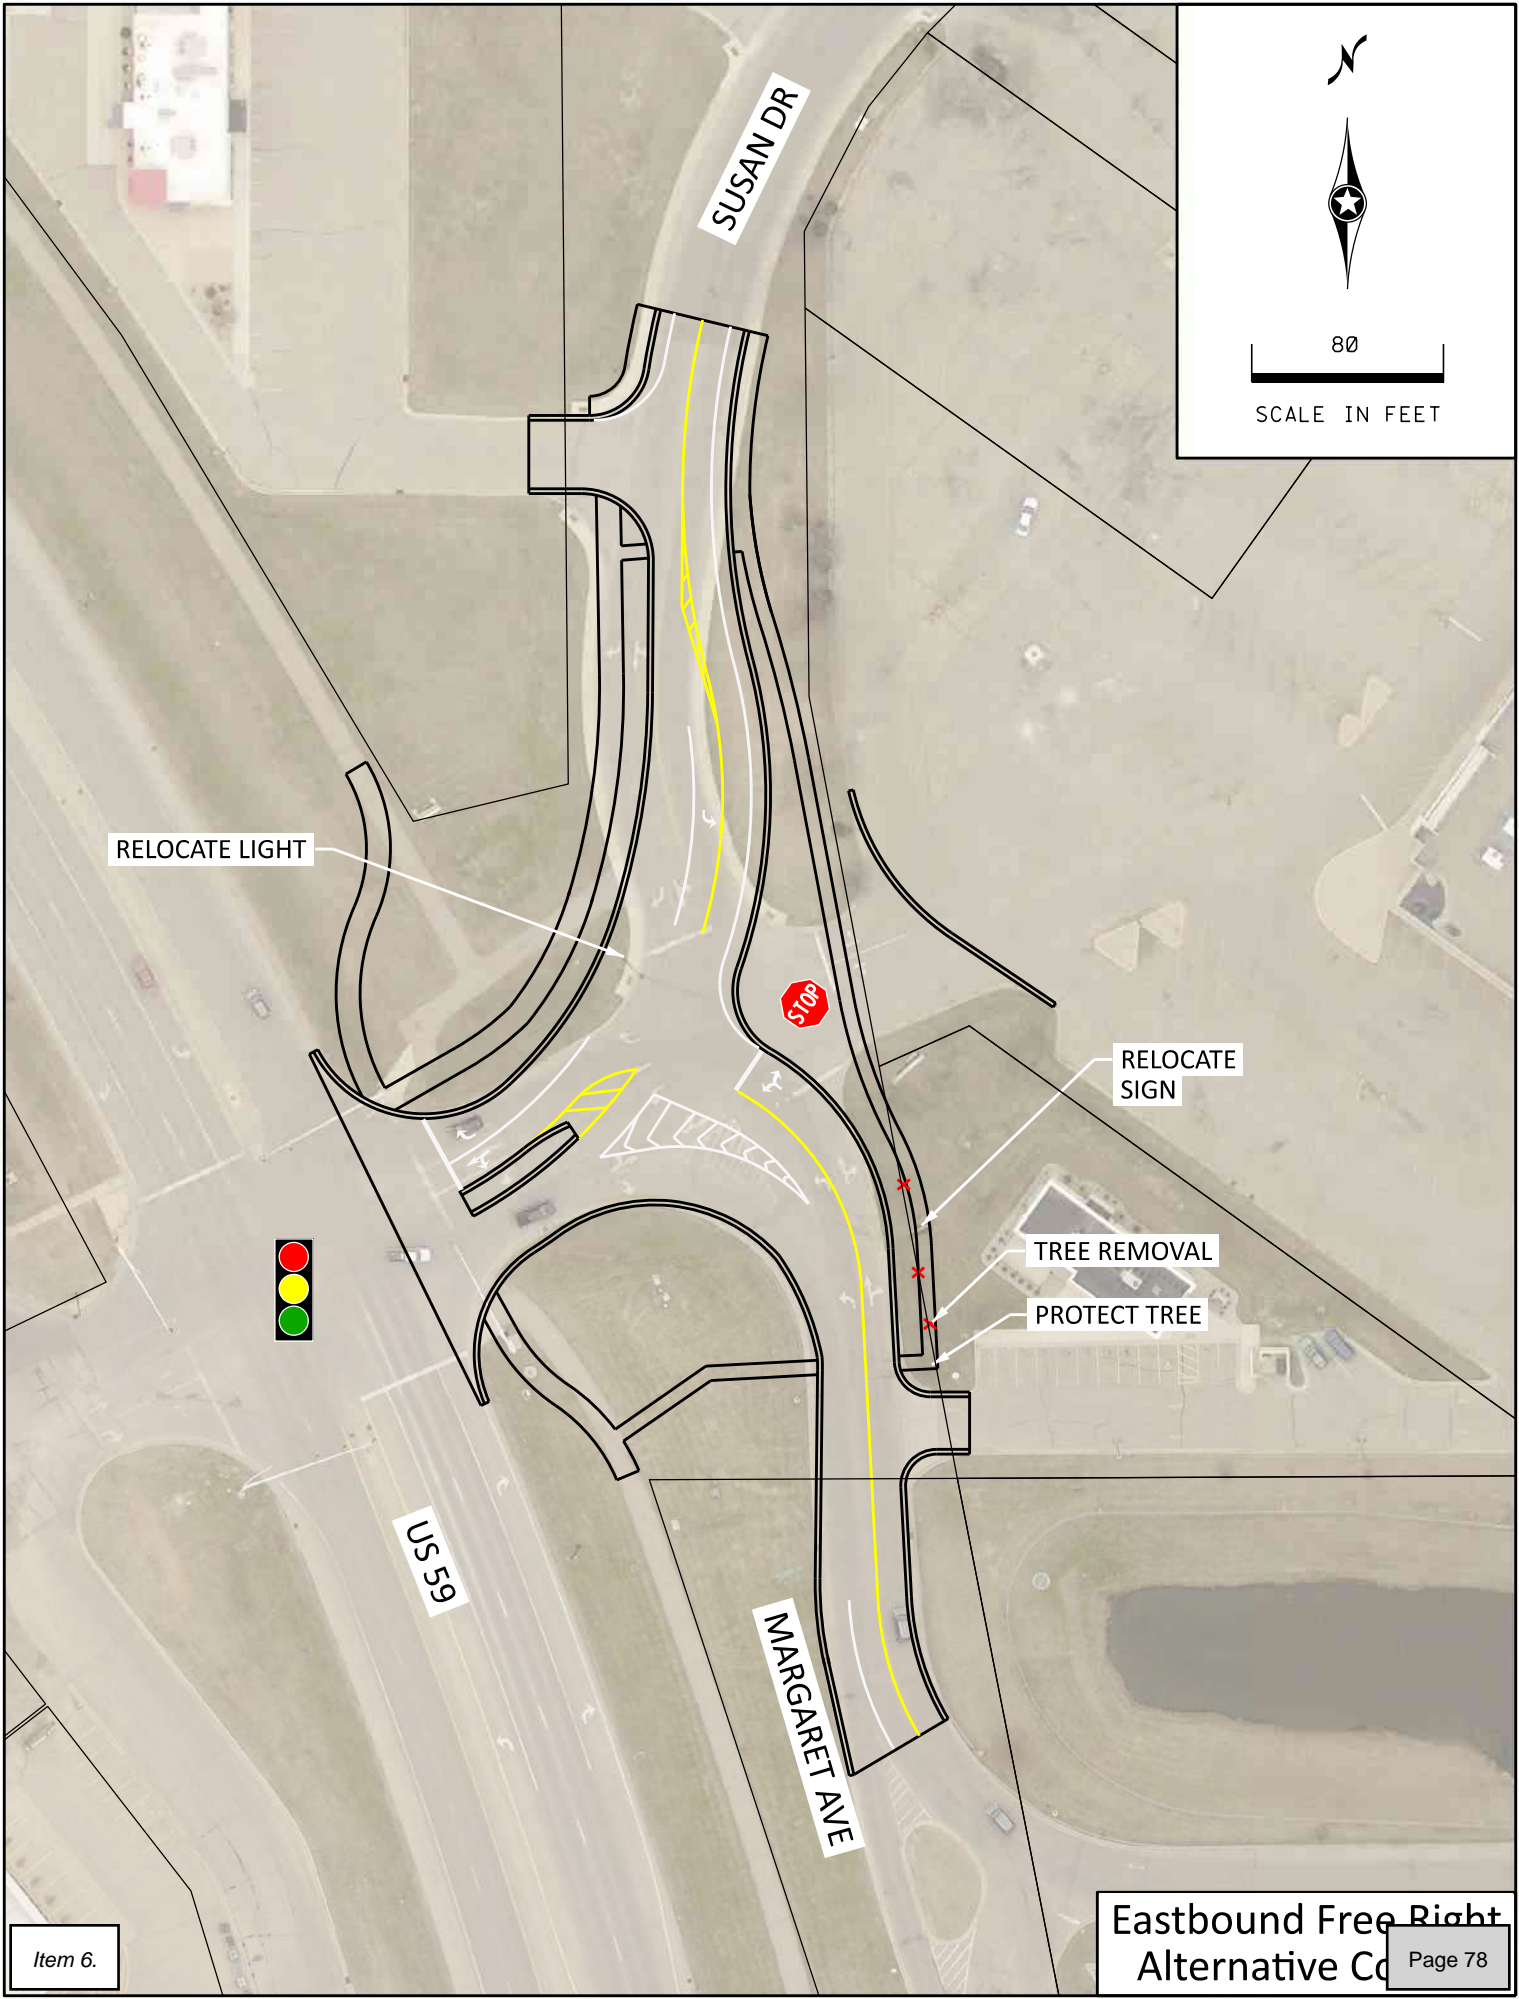 N
80
SCALE IN FEET
SUSAN DR
RELOCATE LIGHT
STOP
RELOCATE
SIGN
TREE REMOVAL
PROTECT TREE
US 59
MARGARET AVE
Eastbound Free Right
Alternative
Item 6.
Page 78